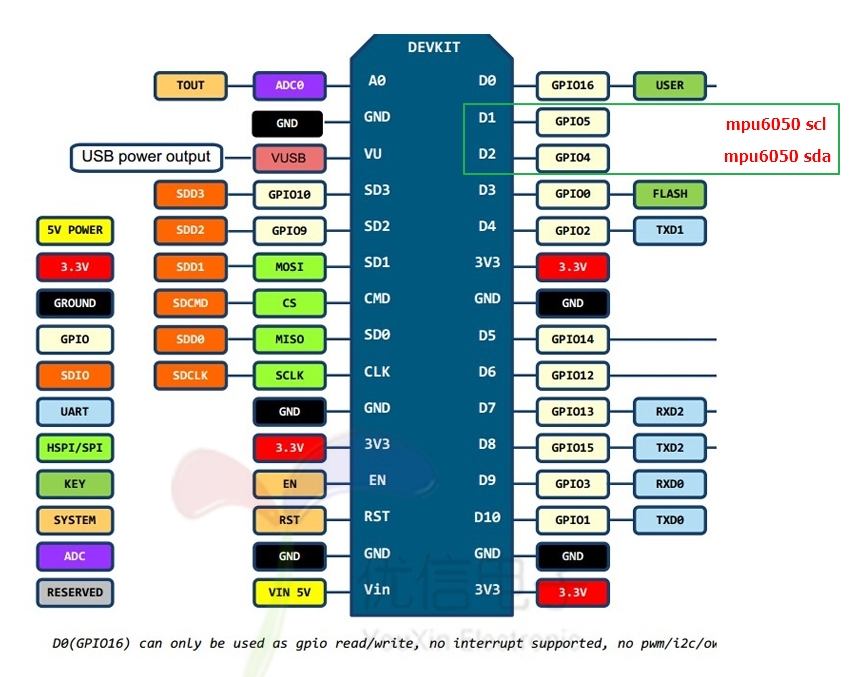 DEVKIT
TOUT ADC0 A0 D0 GPIO16 USER
GND GND D1 GPIO5 mpu6050 scl
USB power output VUSB VU D2 GPIO4 mpu6050 sda
SDD3 GPIO10 SD3 D3 GPIO0 FLASH
5V POWER SDD2 GPIO9 SD2 D4 GPIO2 TXD1
3.3V SDD1 MOSI SD1 3V3 3.3V
GROUND SDCMD CS CMD GND GND
GPIO SDD0 MISO SD0 D5 GPIO14
SDIO SDCLK SCLK CLK D6 GPIO12
UART GND GND D7 GPIO13 RXD2
HSPI/SPI 3.3V 3V3 D8 GPIO15 TXD2
KEY EN EN D9 GPIO3 RXD0
SYSTEM RST RST D10 GPIO1 TXD0
ADC GND GND GND GND
RESERVED VIN 5V Vin 3V3 3.3V
优信电子
YouXin Electronic
D0(GPIO16) can only be used as gpio read/write, no interrupt supported, no pwm/i2c/ow